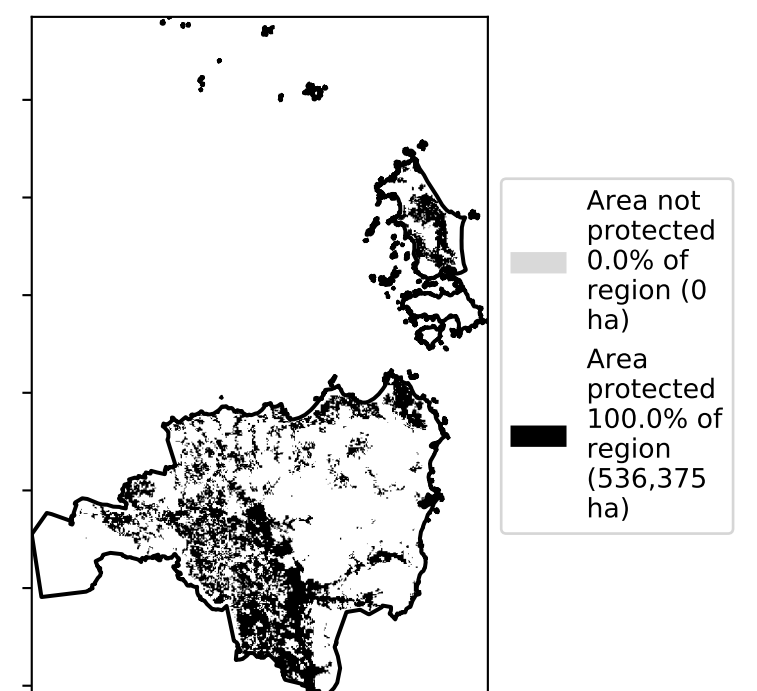 Area not
protected
0.0% of
region (0
ha)
Area
protected
100.0% of
region
(536,375
ha)